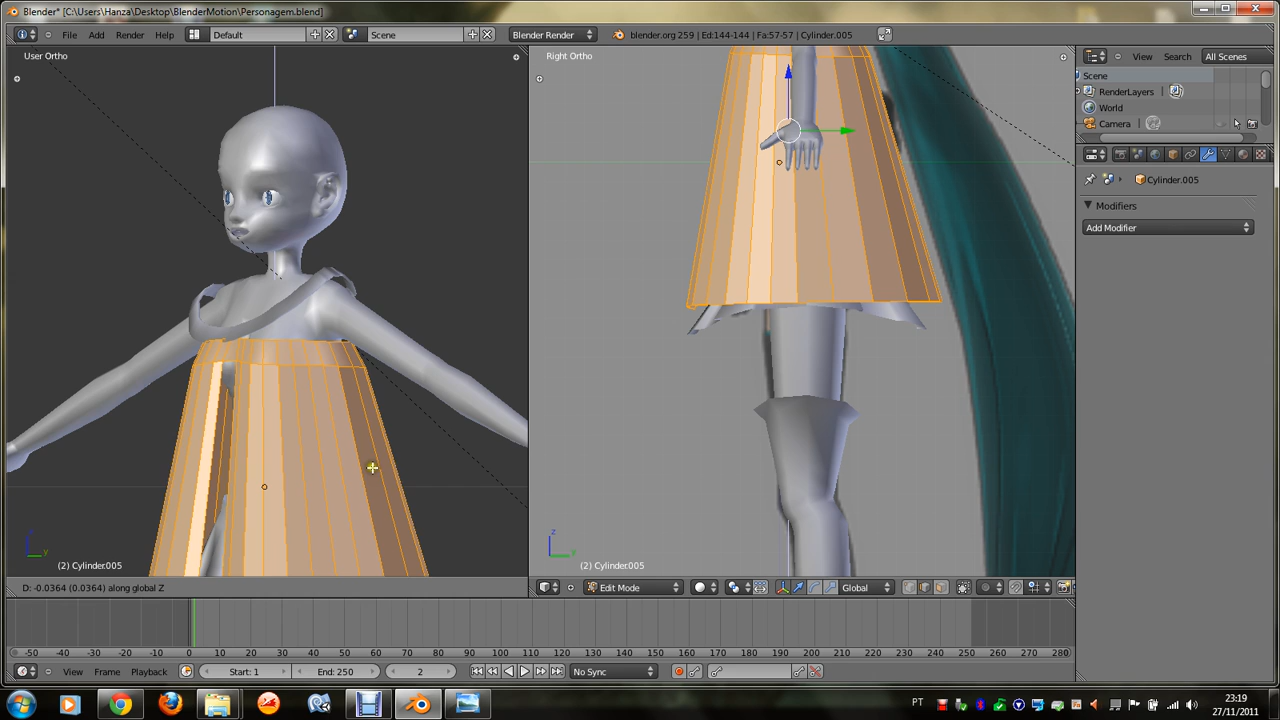 Blender* [C:\Users\Hanza\Desktop\BlenderMotion\Personagem.blend]
File Add Render Help Default Scene Blender Render blender.org 259 | Ed:144-144 | Fa:57-57 | Cylinder.005
User Ortho
Right Ortho
View Search All Scenes
Scene
RenderLayers
World
Camera
Cylinder.005
Modifiers
Add Modifier
z
y
(2) Cylinder.005
z
y
(2) Cylinder.005
D: -0.0364 (0.0364) along global Z
Edit Mode Global
-50 -40 -30 -20 -10 0 10 20 30 40 50 60 70 80 90 100 110 120 130 140 150 160 170 180 190 200 210 220 230 240 250 260 270 280
View Frame Playback Start: 1 End: 250 2 No Sync
PT
23:19
27/11/2011